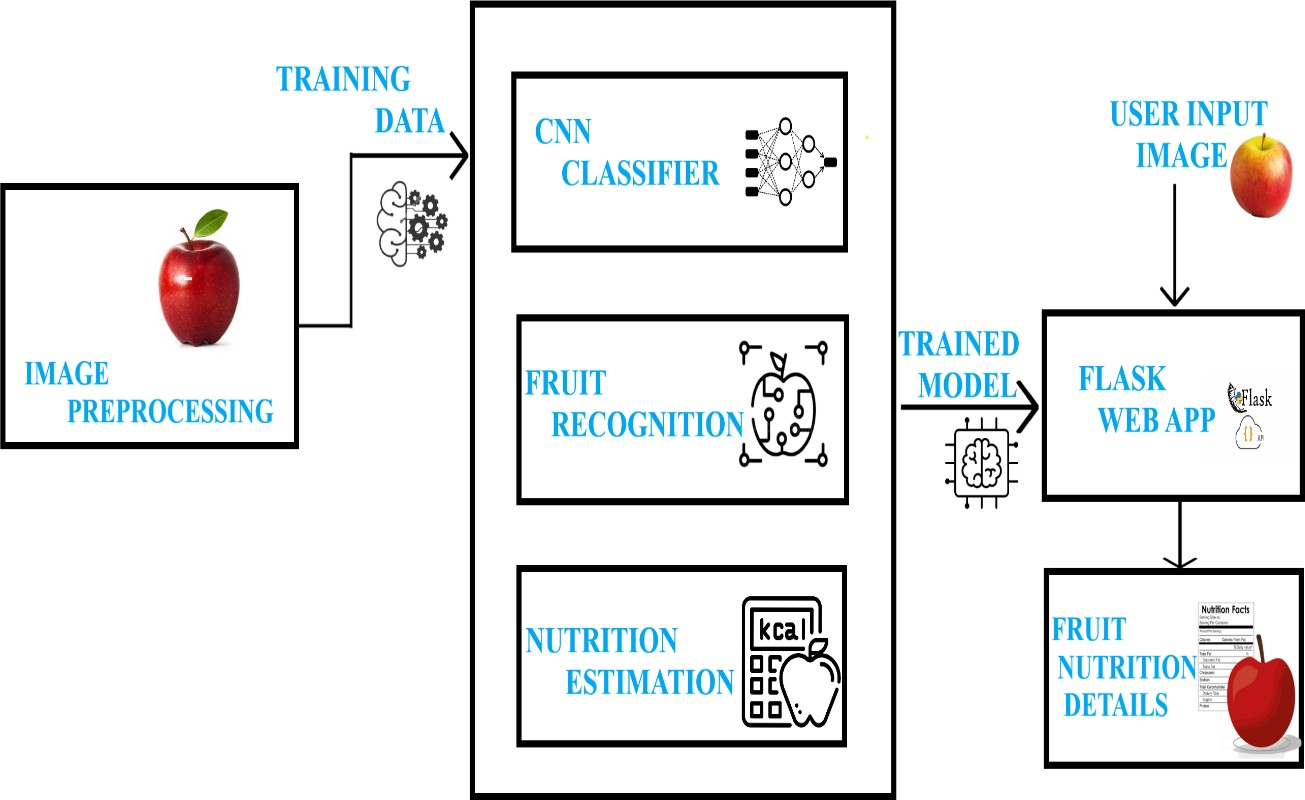 TRAINING
DATA
IMAGE
PREPROCESSING
CNN
CLASSIFIER
FRUIT
RECOGNITION
NUTRITION
ESTIMATION
kcal
TRAINED
MODEL
USER INPUT
IMAGE
FLASK
WEB APP
Flask
{ }
API
FRUIT
NUTRITION
DETAILS
Nutrition Facts